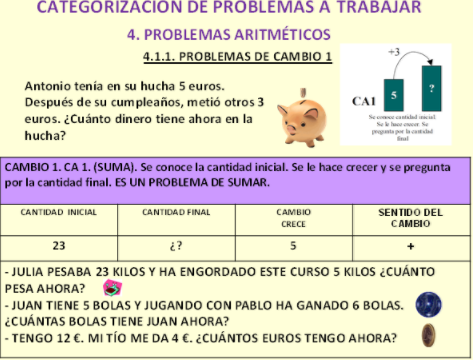 CATEGORIZACIÓN DE PROBLEMAS A TRABAJAR
4. PROBLEMAS ARITMÉTICOS
4.1.1. PROBLEMAS DE CAMBIO 1
Antonio tenía en su hucha 5 euros.
Después de su cumpleaños, metió otros 3
euros. ¿Cuánto dinero tiene ahora en la
hucha?
+3
CA1
5
?
Se conoce cantidad inicial.
Se le hace crecer. Se
pregunta por la cantidad
final
CAMBIO 1. CA 1. (SUMA). Se conoce la cantidad inicial. Se le hace crecer y se pregunta
por la cantidad final. ES UN PROBLEMA DE SUMAR.
CANTIDAD INICIAL
CANTIDAD FINAL
CAMBIO
CRECE
SENTIDO DEL
CAMBIO
23
¿?
5
+
- JULIA PESABA 23 KILOS Y HA ENGORDADO ESTE CURSO 5 KILOS ¿CUÁNTO
PESA AHORA?
- JUAN TIENE 5 BOLAS Y JUGANDO CON PABLO HA GANADO 6 BOLAS.
¿CUÁNTAS BOLAS TIENE JUAN AHORA?
- TENGO 12 €. MI TÍO ME DA 4 €. ¿CUÁNTOS EUROS TENGO AHORA?